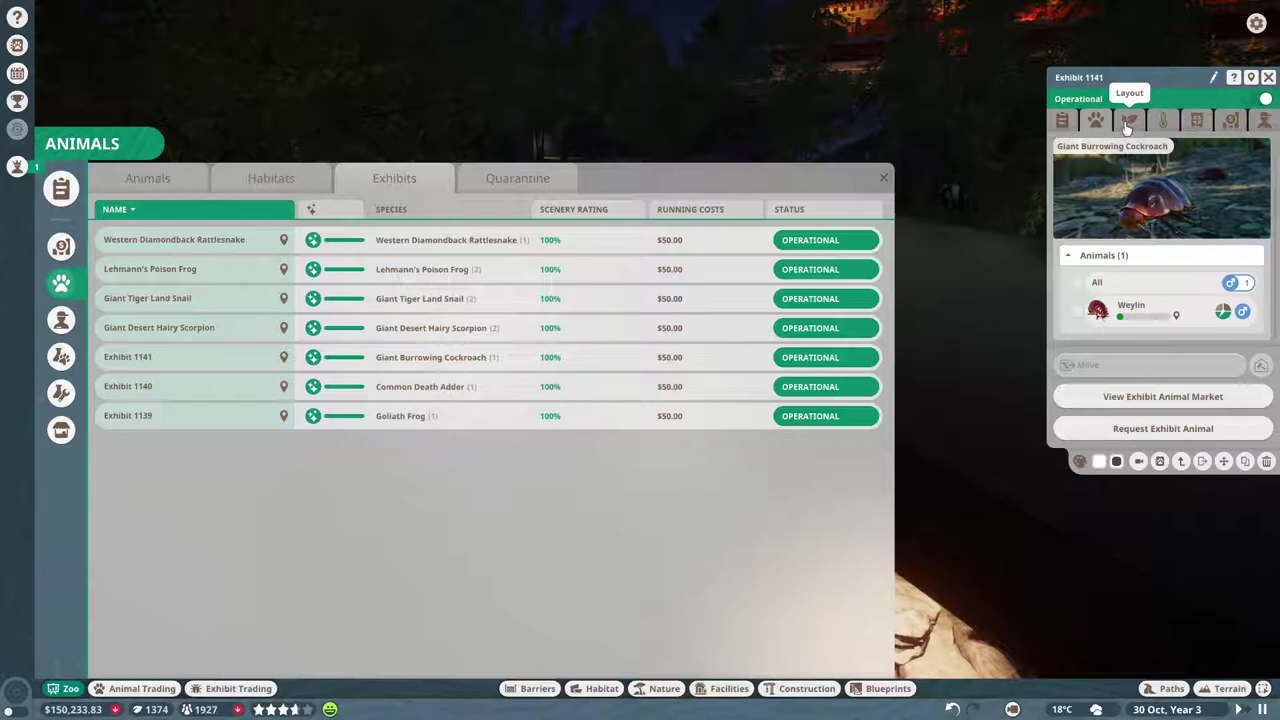 Exhibit 1141
Layout
Operational
ANIMALS
Giant Burrowing Cockroach
Animals
Habitats
Exhibits
Quarantine
NAME
SPECIES
SCENERY RATING
RUNNING COSTS
STATUS
Western Diamondback Rattlesnake
Western Diamondback Rattlesnake (1)
100%
$50.00
OPERATIONAL
Lehmann's Poison Frog
Lehmann's Poison Frog (2)
100%
$50.00
OPERATIONAL
Giant Tiger Land Snail
Giant Tiger Land Snail (2)
100%
$50.00
OPERATIONAL
Giant Desert Hairy Scorpion
Giant Desert Hairy Scorpion (2)
100%
$50.00
OPERATIONAL
Exhibit 1141
Giant Burrowing Cockroach (1)
100%
$50.00
OPERATIONAL
Exhibit 1140
Common Death Adder (1)
100%
$50.00
OPERATIONAL
Exhibit 1139
Goliath Frog (1)
100%
$50.00
OPERATIONAL
1
Animals (1)
All
1
Weylin
Move
View Exhibit Animal Market
Request Exhibit Animal
Zoo
Animal Trading
Exhibit Trading
Barriers
Habitat
Nature
Facilities
Construction
Blueprints
Paths
Terrain
$150,233.83
1374
1927
18°C
30 Oct, Year 3